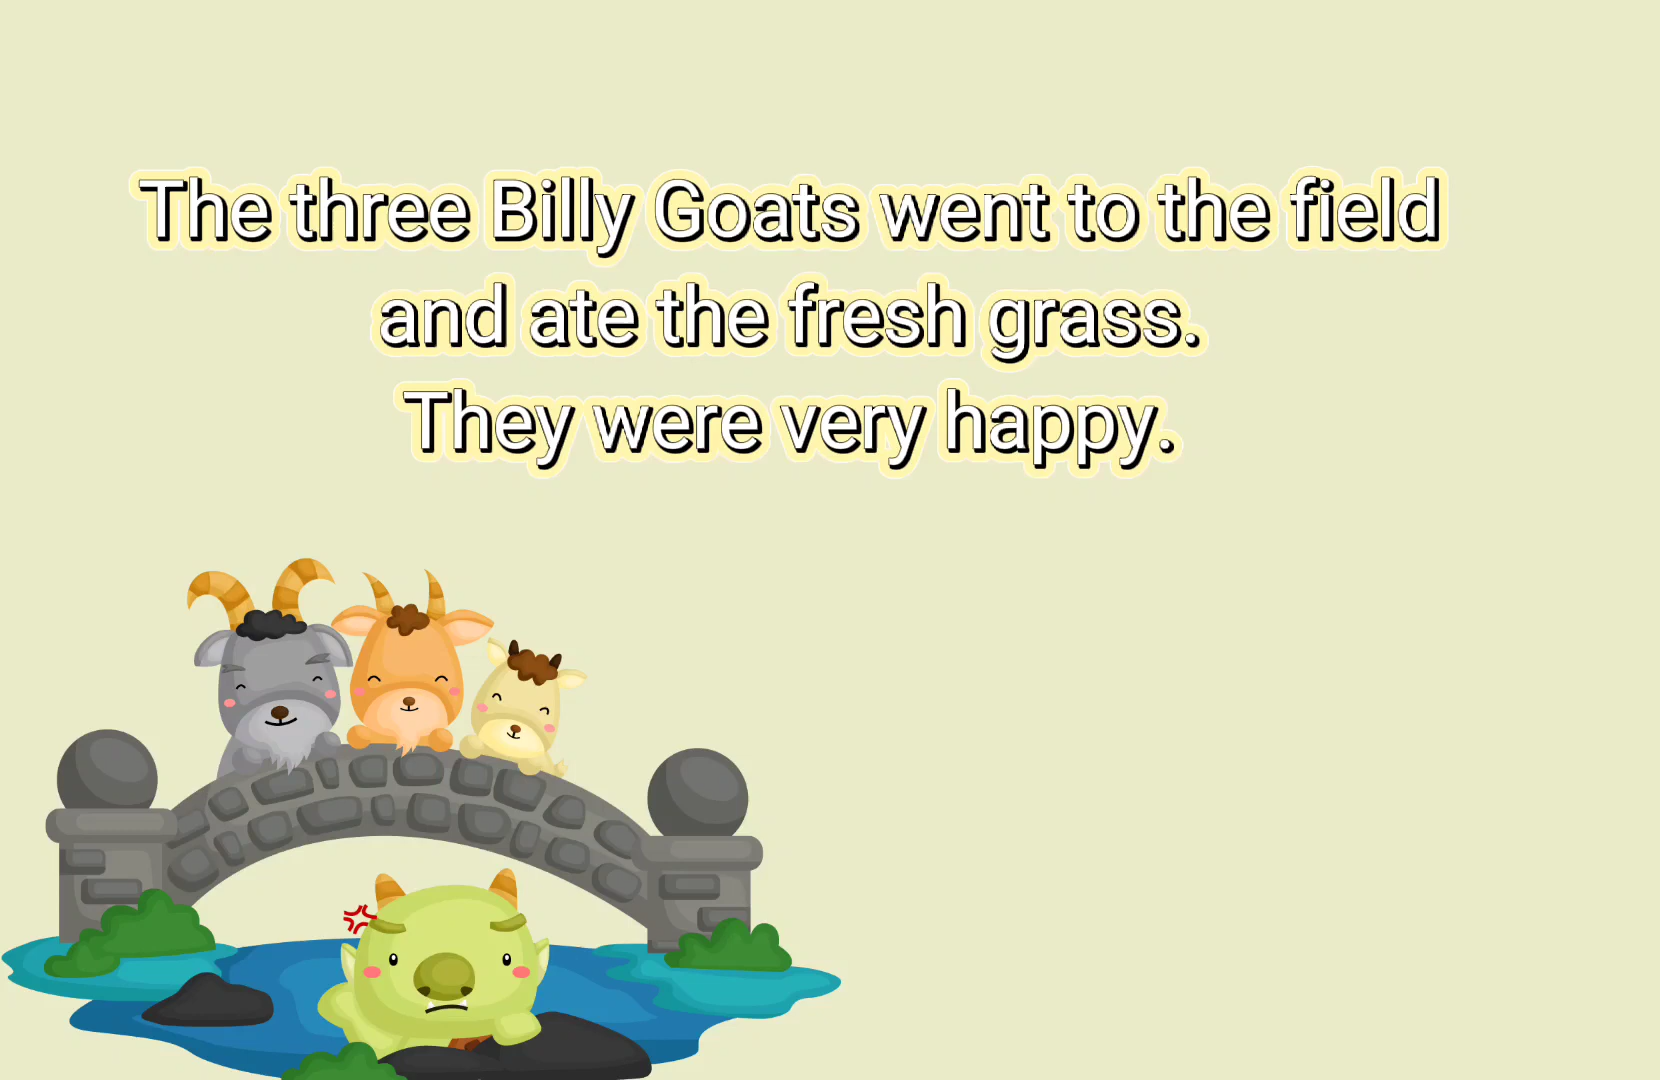 The three Billy Goats went to the field
and ate the fresh grass.
They were very happy.